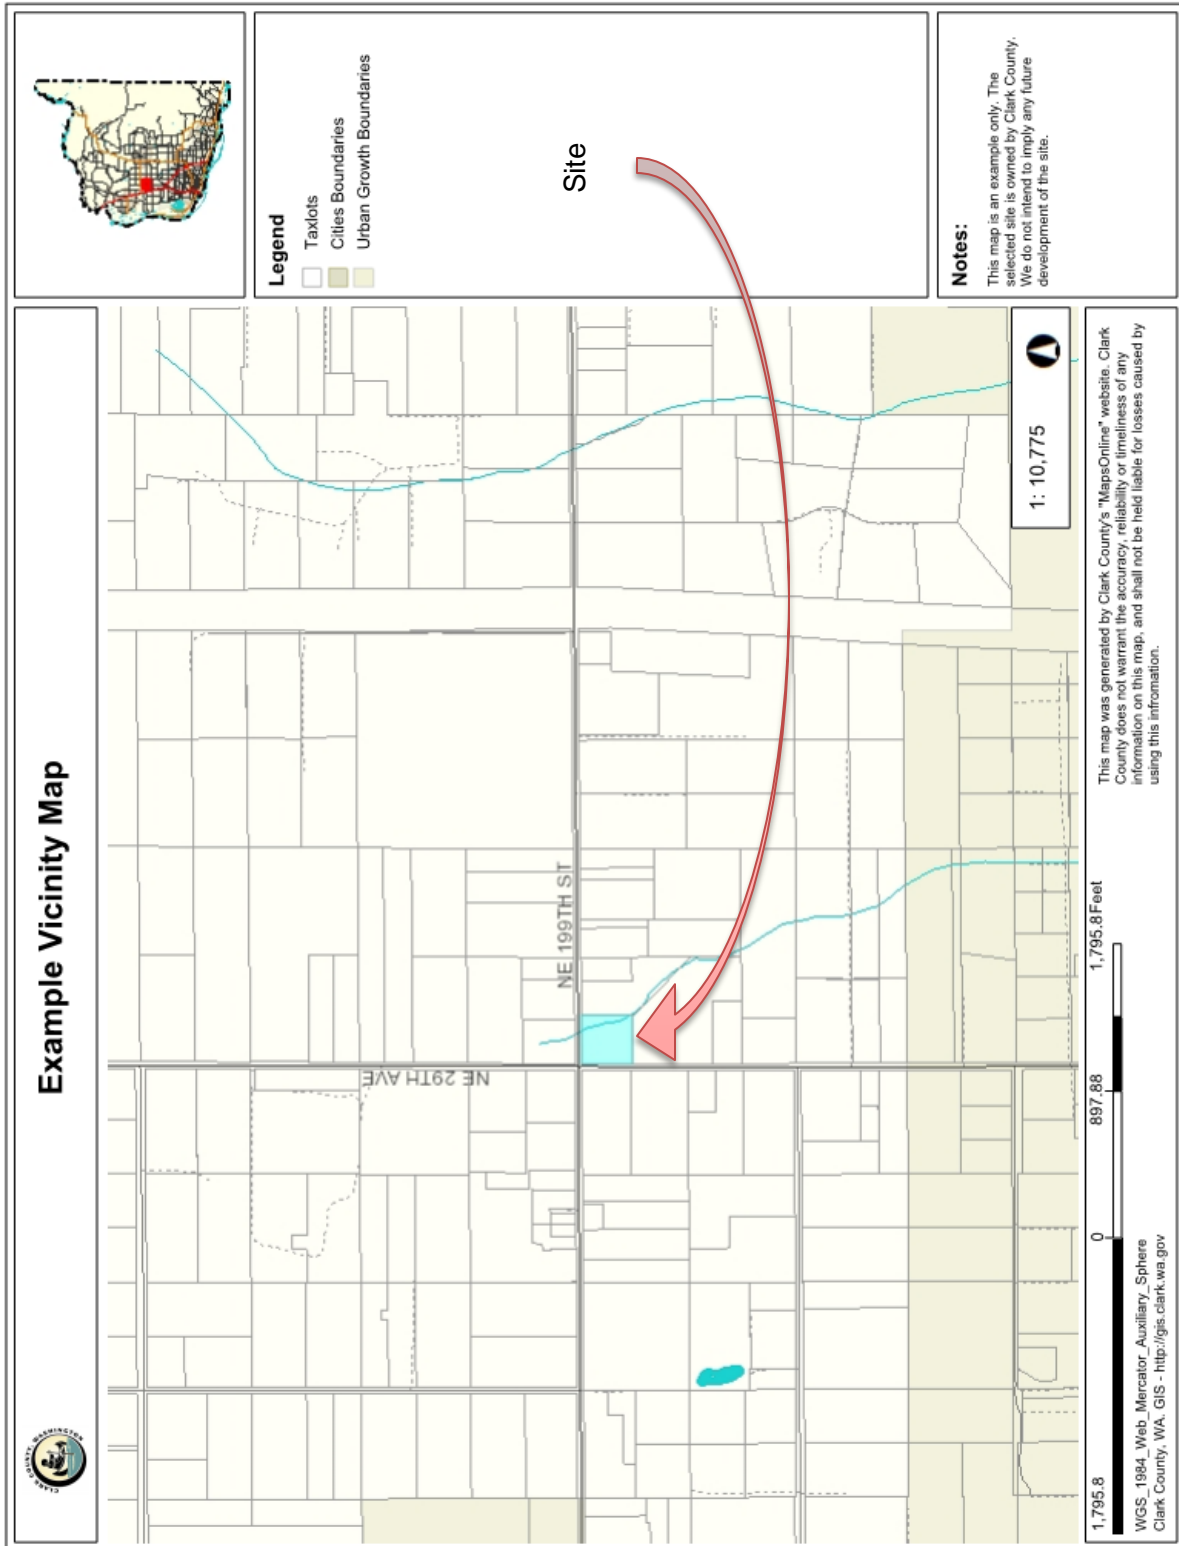 Example Vicinity Map
CLARK COUNTY, WASHINGTON
Legend
Taxlots
Cities Boundaries
Urban Growth Boundaries
Site
NE 199TH ST
NE 29TH AVE
1: 10,775
Notes:
This map is an example only. The
selected site is owned by Clark County.
We do not intend to imply any future
development of the site.
1,795.8
0
897.88
1,795.8Feet
WGS_1984_Web_Mercator_Auxiliary_Sphere
Clark County, WA. GIS - http://gis.clark.wa.gov
This map was generated by Clark County's "MapsOnline" website. Clark
County does not warrant the accuracy, reliability or timeliness of any
information on this map, and shall not be held liable for losses caused by
using this infromation.